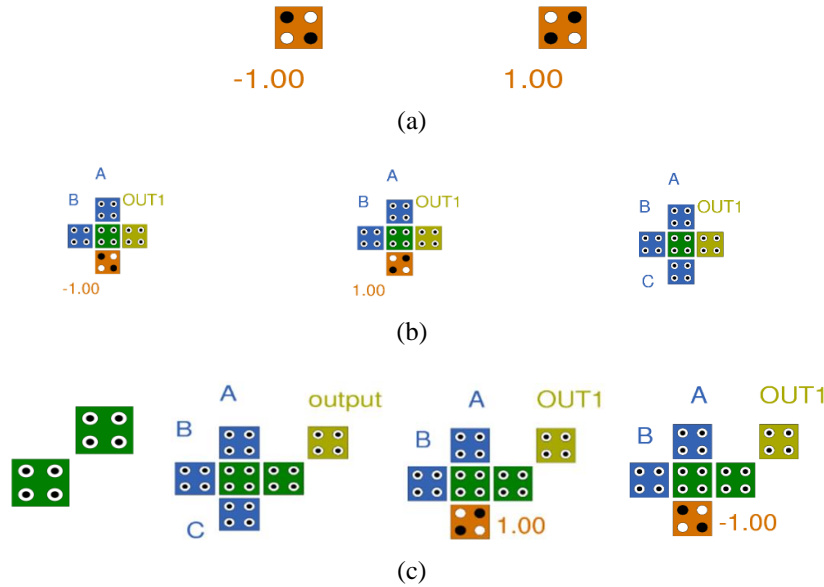 -1.00 1.00
(a)
A A A
B OUT1 B OUT1 B OUT1
-1.00 1.00 C
(b)
A output A OUT1 A OUT1
B B B
C 1.00 -1.00
(c)